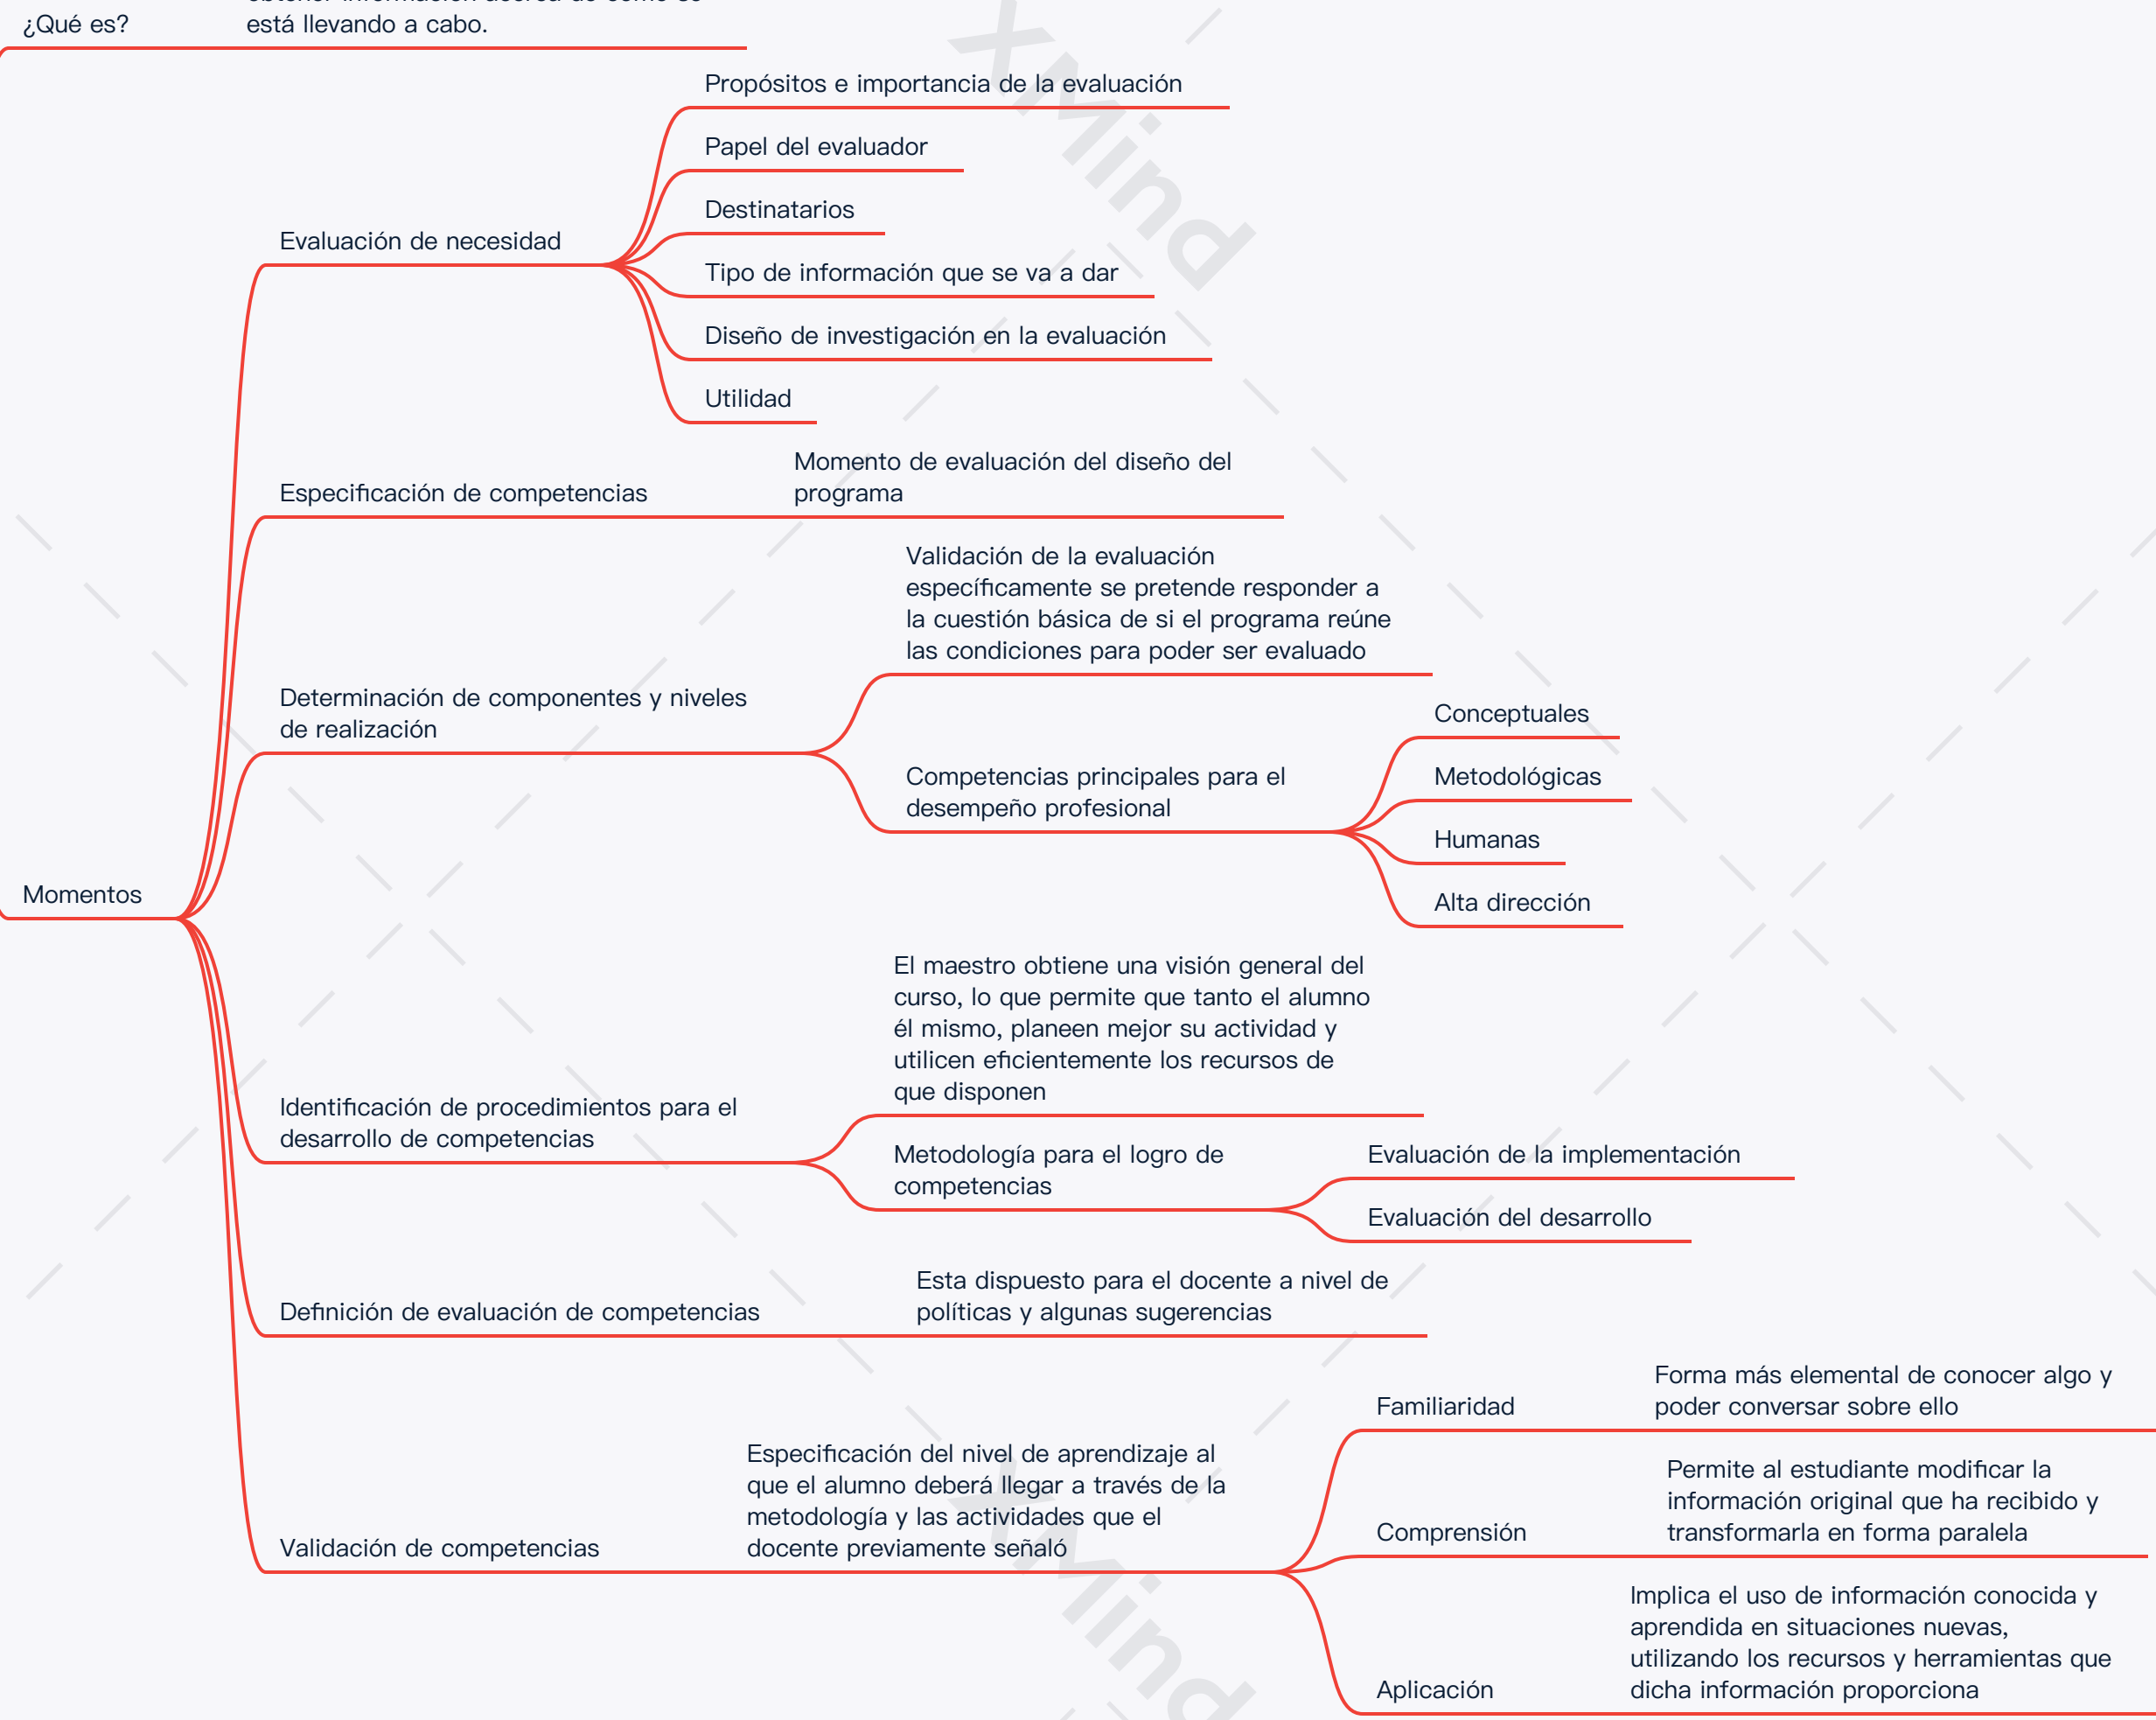 ¿Qué es?
está llevando a cabo.
Propósitos e importancia de la evaluación
Papel del evaluador
Destinatarios
Evaluación de necesidad
Tipo de información que se va a dar
Diseño de investigación en la evaluación
Utilidad
Momento de evaluación del diseño del
programa
Especificación de competencias
Validación de la evaluación
específicamente se pretende responder a
la cuestión básica de si el programa reúne
las condiciones para poder ser evaluado
Determinación de componentes y niveles
de realización
Competencias principales para el
desempeño profesional
Conceptuales
Metodológicas
Humanas
Alta dirección
Momentos
El maestro obtiene una visión general del
curso, lo que permite que tanto el alumno
él mismo, planeen mejor su actividad y
utilicen eficientemente los recursos de
que disponen
Identificación de procedimientos para el
desarrollo de competencias
Metodología para el logro de
competencias
Evaluación de la implementación
Evaluación del desarrollo
Definición de evaluación de competencias
Esta dispuesto para el docente a nivel de
políticas y algunas sugerencias
Validación de competencias
Especificación del nivel de aprendizaje al
que el alumno deberá llegar a través de la
metodología y las actividades que el
docente previamente señaló
Familiaridad
Forma más elemental de conocer algo y
poder conversar sobre ello
Comprensión
Permite al estudiante modificar la
información original que ha recibido y
transformarla en forma paralela
Aplicación
Implica el uso de información conocida y
aprendida en situaciones nuevas,
utilizando los recursos y herramientas que
dicha información proporciona
XMind
XMind